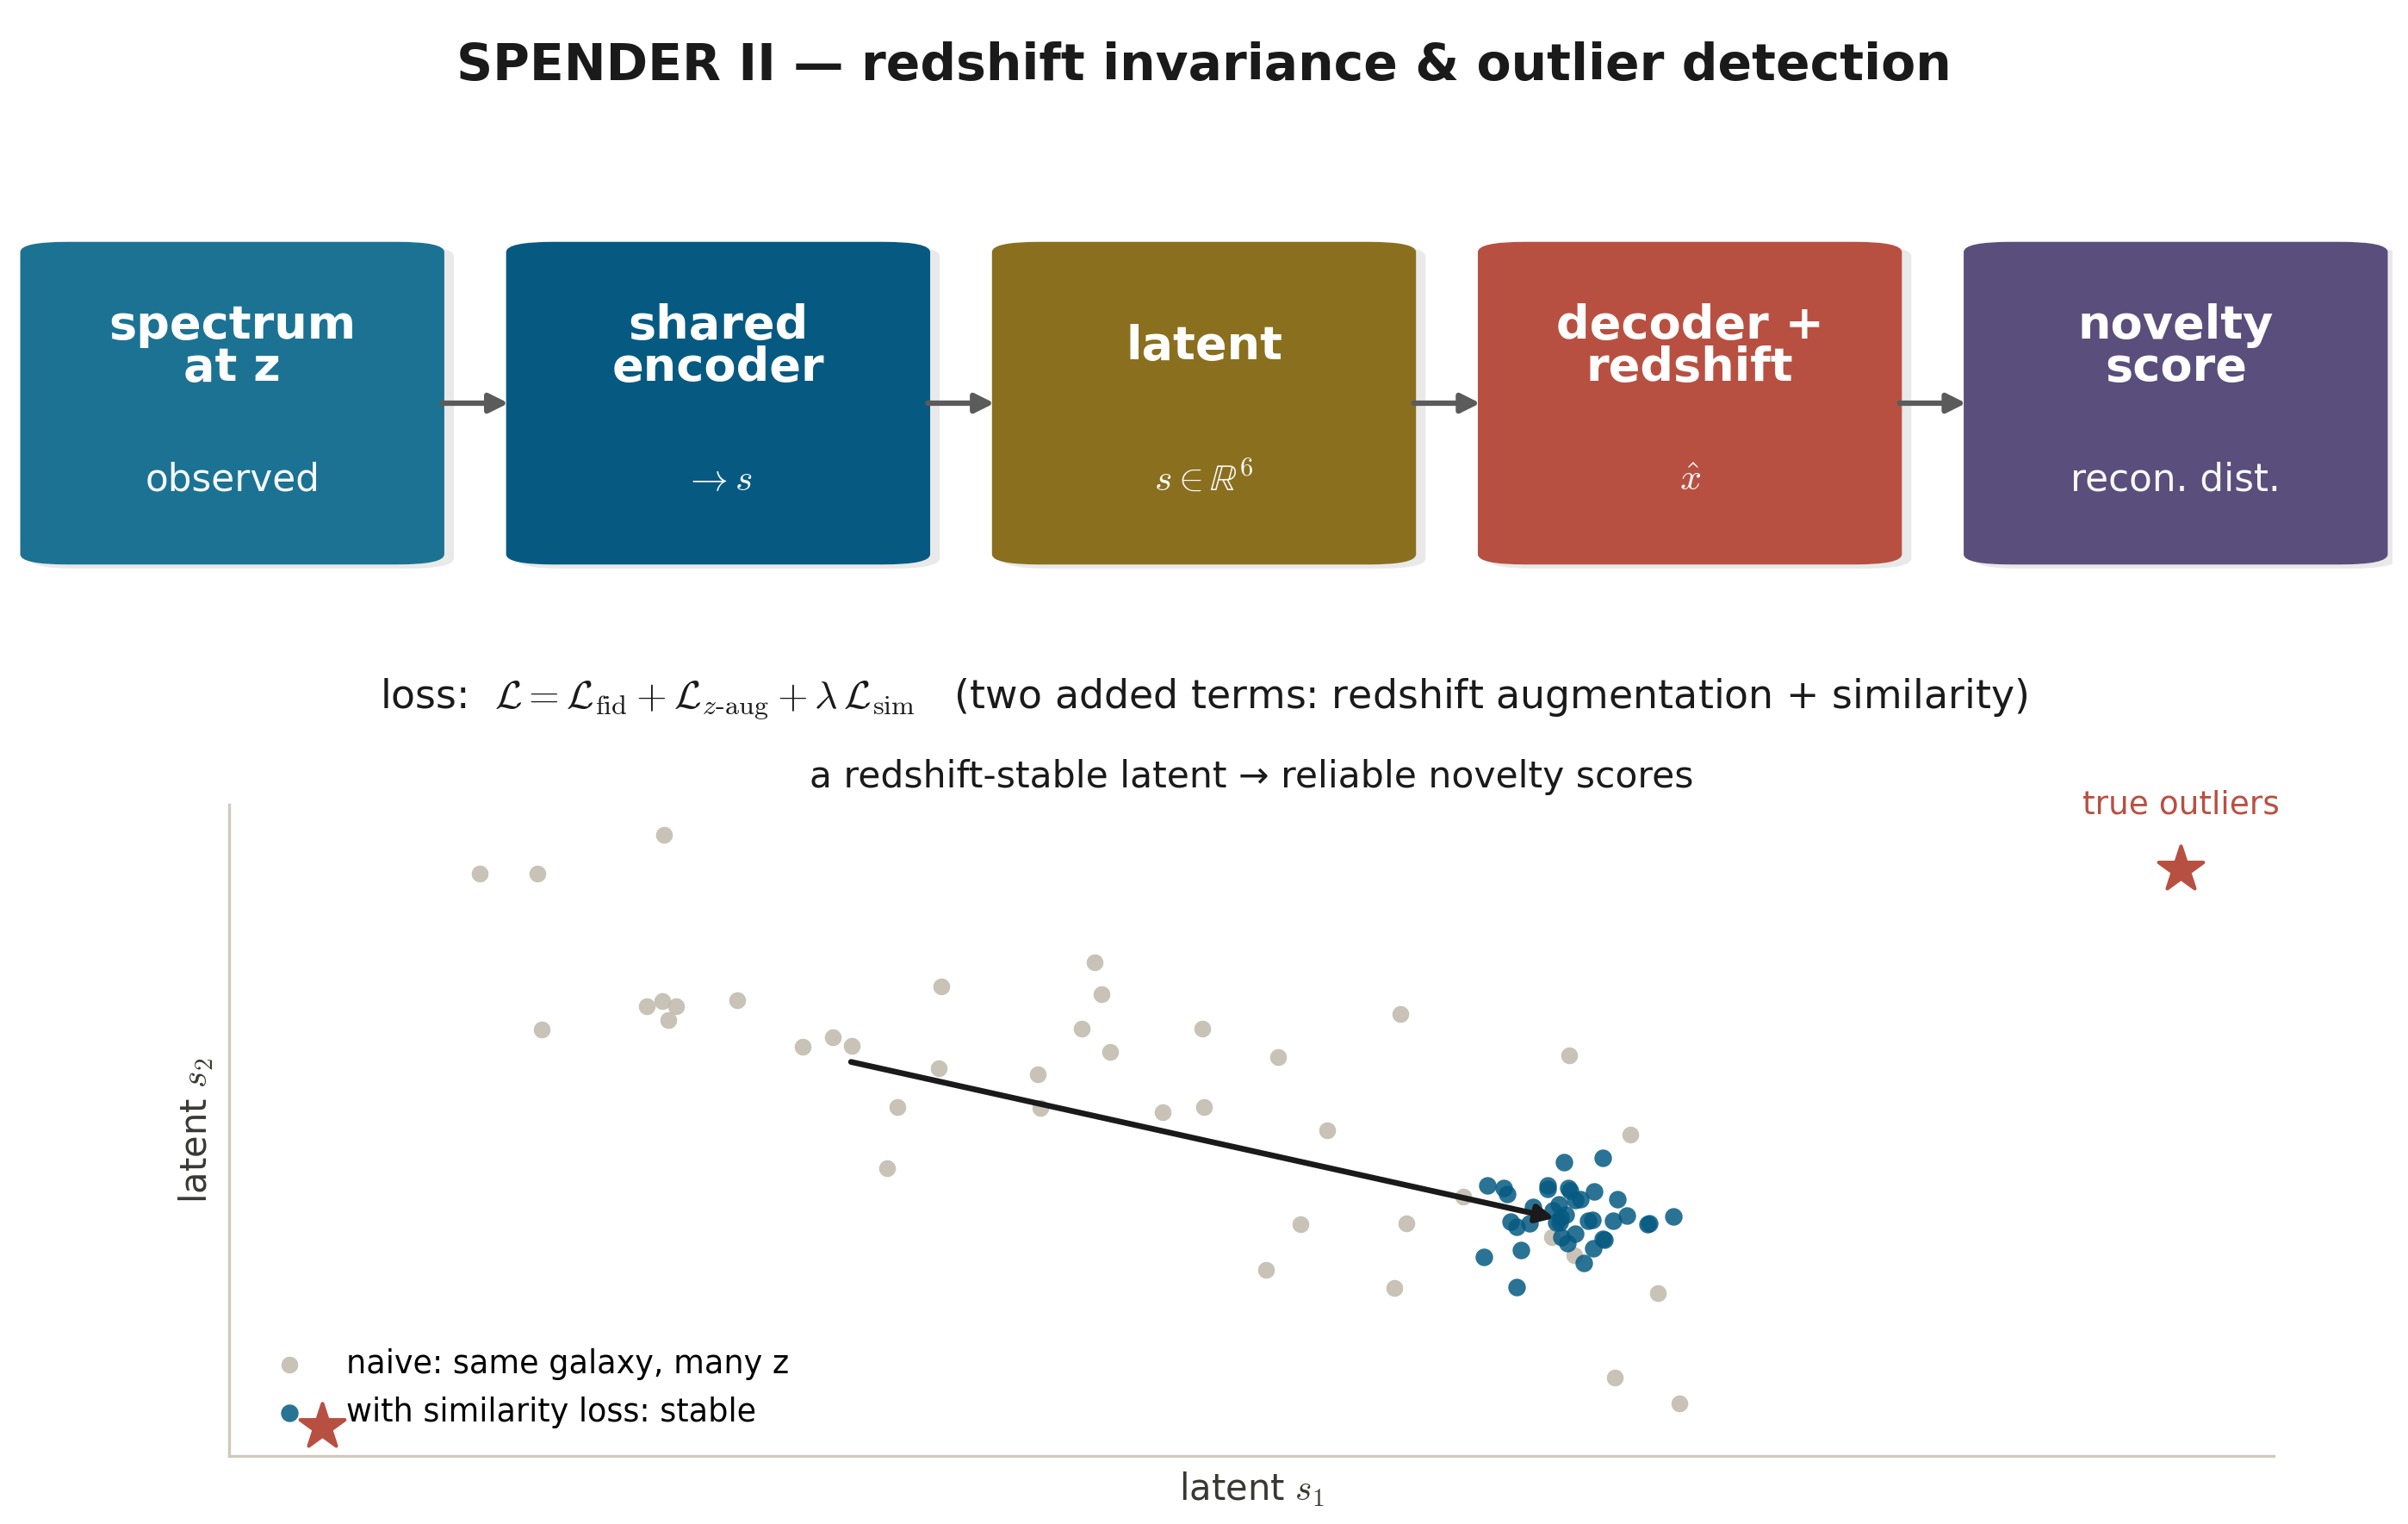 SPENDER II — redshift invariance & outlier detection
spectrum
at z
observed
shared
encoder
→ s
latent
s ∈ ℝ⁶
decoder +
redshift
x̂
novelty
score
recon. dist.
loss: ℒ = ℒ_fid + ℒ_z-aug + λ ℒ_sim (two added terms: redshift augmentation + similarity)
a redshift-stable latent → reliable novelty scores
true outliers
latent s₂
naive: same galaxy, many z
with similarity loss: stable
latent s₁